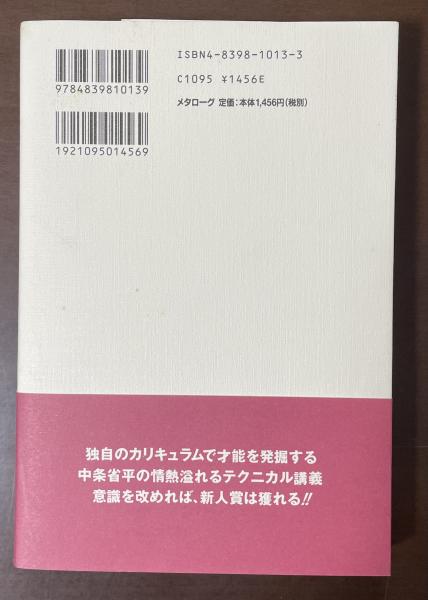 ISBN4-8398-1013-3
C1095 ¥1456E
メタローグ 定価:本体1,456円(税別)
9784839810139
1921095014569
独自のカリキュラムで才能を発掘する
中条省平の情熱溢れるテクニカル講義
意識を改めれば、新人賞は獲れる!!